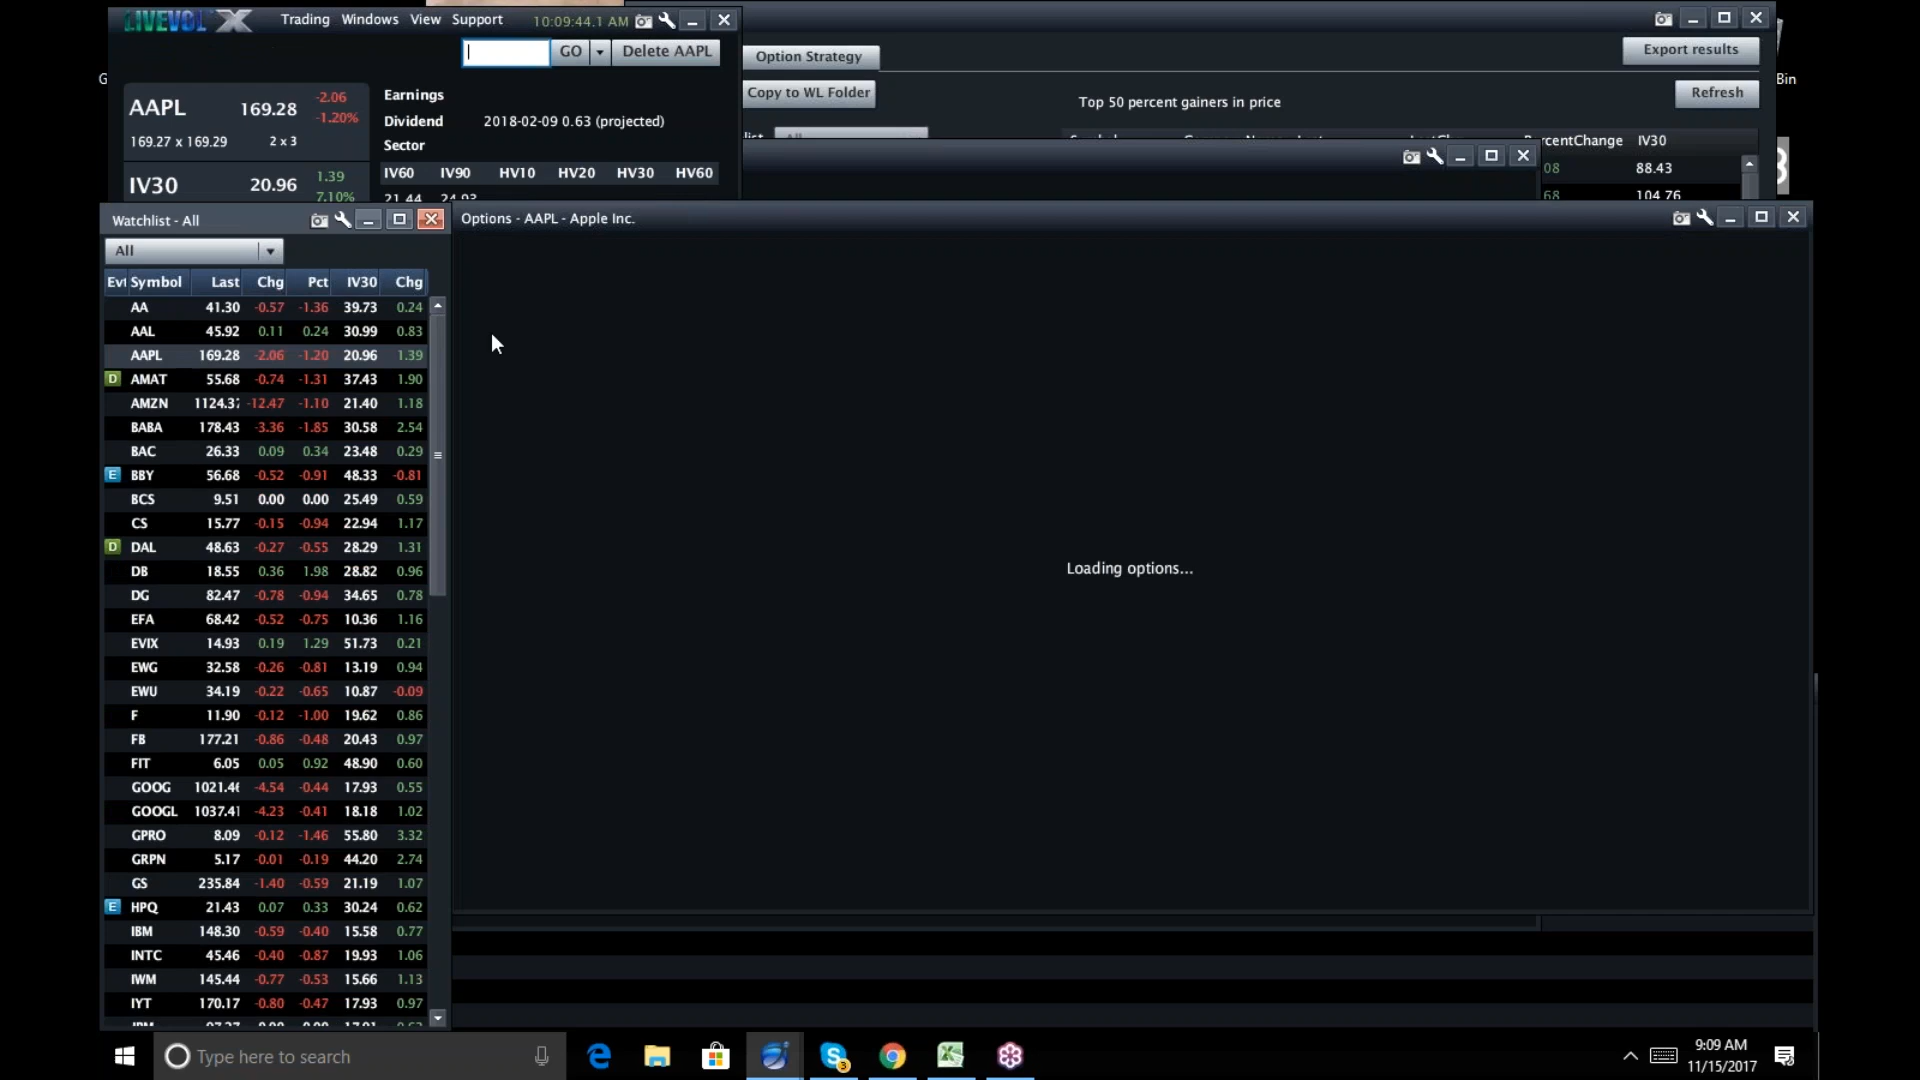 LIVEVOL X Trading Windows View Support 10:09:44.1 AM
GO Delete AAPL
Option Strategy Export results
Copy to WL Folder Top 50 percent gainers in price Refresh Bin
AAPL 169.28 -2.06
-1.20%
169.27 x 169.29 2 x 3
IV30 20.96 1.39
7.10%
Earnings
Dividend 2018-02-09 0.63 (projected)
Sector
IV60 IV90 HV10 HV20 HV30 HV60
21.44 24.93
rcentChange IV30
08 88.43
68 104.76
Watchlist - All
Options - AAPL - Apple Inc.
All
Evt Symbol Last Chg Pct IV30 Chg
AA 41.30 -0.57 -1.36 39.73 0.24
AAL 45.92 0.11 0.24 30.99 0.83
AAPL 169.28 -2.06 -1.20 20.96 1.39
D AMAT 55.68 -0.74 -1.31 37.43 1.90
AMZN 1124.3 -12.47 -1.10 21.40 1.18
BABA 178.43 -3.36 -1.85 30.58 2.54
BAC 26.33 0.09 0.34 23.48 0.29
E BBY 56.68 -0.52 -0.91 48.33 -0.81
BCS 9.51 0.00 0.00 25.49 0.59
CS 15.77 -0.15 -0.94 22.94 1.17
D DAL 48.63 -0.27 -0.55 28.29 1.31
DB 18.55 0.36 1.98 28.82 0.96
DG 82.47 -0.78 -0.94 34.65 0.78
EFA 68.42 -0.52 -0.75 10.36 1.16
EVIX 14.93 0.19 1.29 51.73 0.21
EWG 32.58 -0.26 -0.81 13.19 0.94
EWU 34.19 -0.22 -0.65 10.87 -0.09
F 11.90 -0.12 -1.00 19.62 0.86
FB 177.21 -0.86 -0.48 20.43 0.97
FIT 6.05 0.05 0.92 48.90 0.60
GOOG 1021.4 -4.54 -0.44 17.93 0.55
GOOGL 1037.4 -4.23 -0.41 18.18 1.02
GPRO 8.09 -0.12 -1.46 55.80 3.32
GRPN 5.17 -0.01 -0.19 44.20 2.74
GS 235.84 -1.40 -0.59 21.19 1.07
E HPQ 21.43 0.07 0.33 30.24 0.62
IBM 148.30 -0.59 -0.40 15.58 0.77
INTC 45.46 -0.40 -0.87 19.93 1.06
IWM 145.44 -0.77 -0.53 15.66 1.13
IYT 170.17 -0.80 -0.47 17.93 0.97
Loading options...
Type here to search
3
9:09 AM
11/15/2017